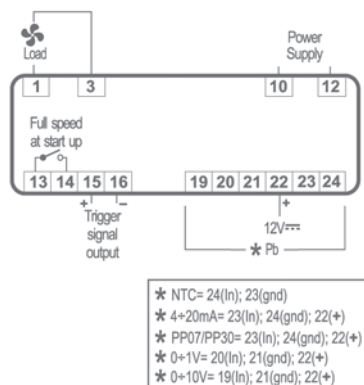 Load
Power
Supply
1 3 10 12
Full speed
at start up
13 14 15 16 19 20 21 22 23 24
+ − +
Trigger
signal
output
12V⎓
* Pb
* NTC= 24(In); 23(gnd)
* 4÷20mA= 23(In); 24(gnd); 22(+)
* PP07/PP30= 23(In); 24(gnd); 22(+)
* 0÷1V= 20(In); 21(gnd); 22(+)
* 0÷10V= 19(In); 21(gnd); 22(+)